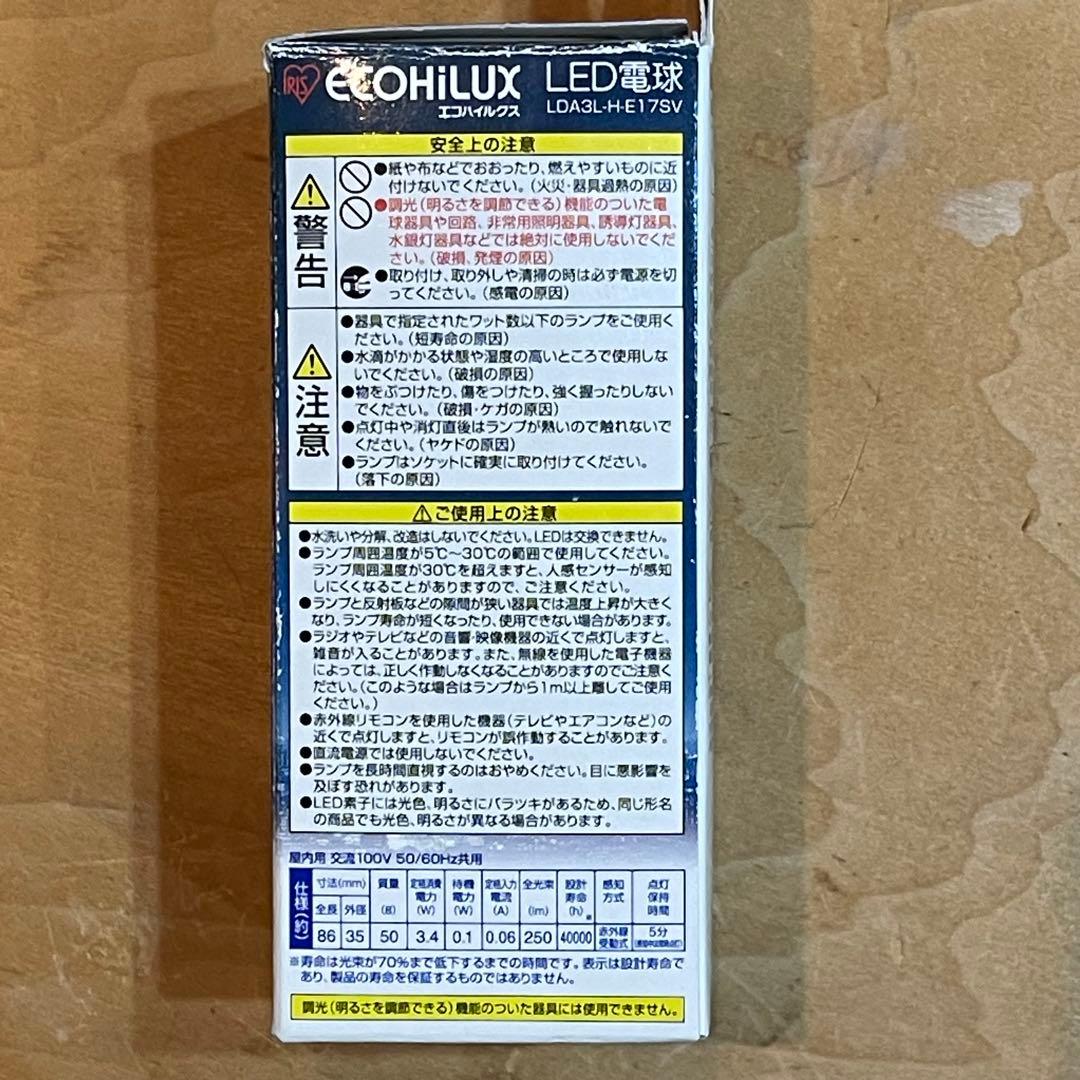 IRIS ECOHiLUX LED電球
エコハイルクス LDA3L-H-E17SV
安全上の注意
警告
●紙や布などでおおったり、燃えやすいものに近
付けないでください。(火災・器具過熱の原因)
●調光(明るさを調節できる)機能のついた電
球器具や回路、非常用照明器具、誘導灯器具、
水銀灯器具などでは絶対に使用しないでくだ
さい。(破損、発煙の原因)
●取り付け、取り外しや清掃の時は必ず電源を切
ってください。(感電の原因)
注意
●器具で指定されたワット数以下のランプをご使用く
ださい。(短寿命の原因)
●水滴がかかる状態や湿度の高いところで使用しな
いでください。(破損の原因)
●物をぶつけたり、傷をつけたり、強く握ったりしない
でください。(破損・ケガの原因)
●点灯中や消灯直後はランプが熱いので触れないで
ください。(ヤケドの原因)
●ランプはソケットに確実に取り付けてください。
(落下の原因)
ご使用上の注意
●水洗いや分解、改造はしないでください。LEDは交換できません。
●ランプ周囲温度が5℃〜30℃の範囲で使用してください。
ランプ周囲温度が30℃を超えますと、人感センサーが感知
しにくくなることがありますので、ご注意ください。
●ランプと反射板などの隙間が狭い器具では温度上昇が大きく
なり、ランプ寿命が短くなったり、使用できない場合があります。
●ラジオやテレビなどの音響・映像機器の近くで点灯しますと、
雑音が入ることがあります。また、無線を使用した電子機器
によっては、正しく作動しなくなることがありますのでご注意く
ださい。(このような場合はランプから1m以上離してご使用
ください。)
●赤外線リモコンを使用した機器(テレビやエアコンなど)の
近くで点灯しますと、リモコンが誤作動することがあります。
●直流電源では使用しないでください。
●ランプを長時間直視するのはおやめください。目に悪影響を
及ぼす恐れがあります。
●LED素子には光色、明るさにバラツキがあるため、同じ形名
の商品でも光色、明るさが異なる場合があります。
屋内用 交流100V 50/60Hz共用
仕様(約)
寸法(mm) 質量 定格消費 待機 定格入力 全光束 設計 感知 点灯
電力 電力 電流 寿命 方式 保持
全長 外径 (g) (W) (W) (A) (lm) (h)※ 時間
86 35 50 3.4 0.1 0.06 250 40000 赤外線 5分
受動式
※寿命は光束が70%まで低下するまでの時間です。表示は設計寿命で
あり、製品の寿命を保証するものではありません。
調光(明るさを調節できる)機能のついた器具には使用できません。